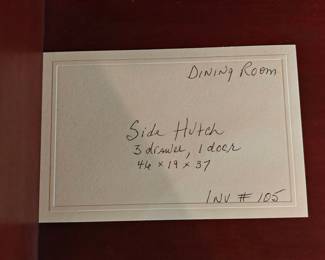 Dining Room
Side Hutch
3 drawer, 1 door
46 x 19 x 37
Inv # 105